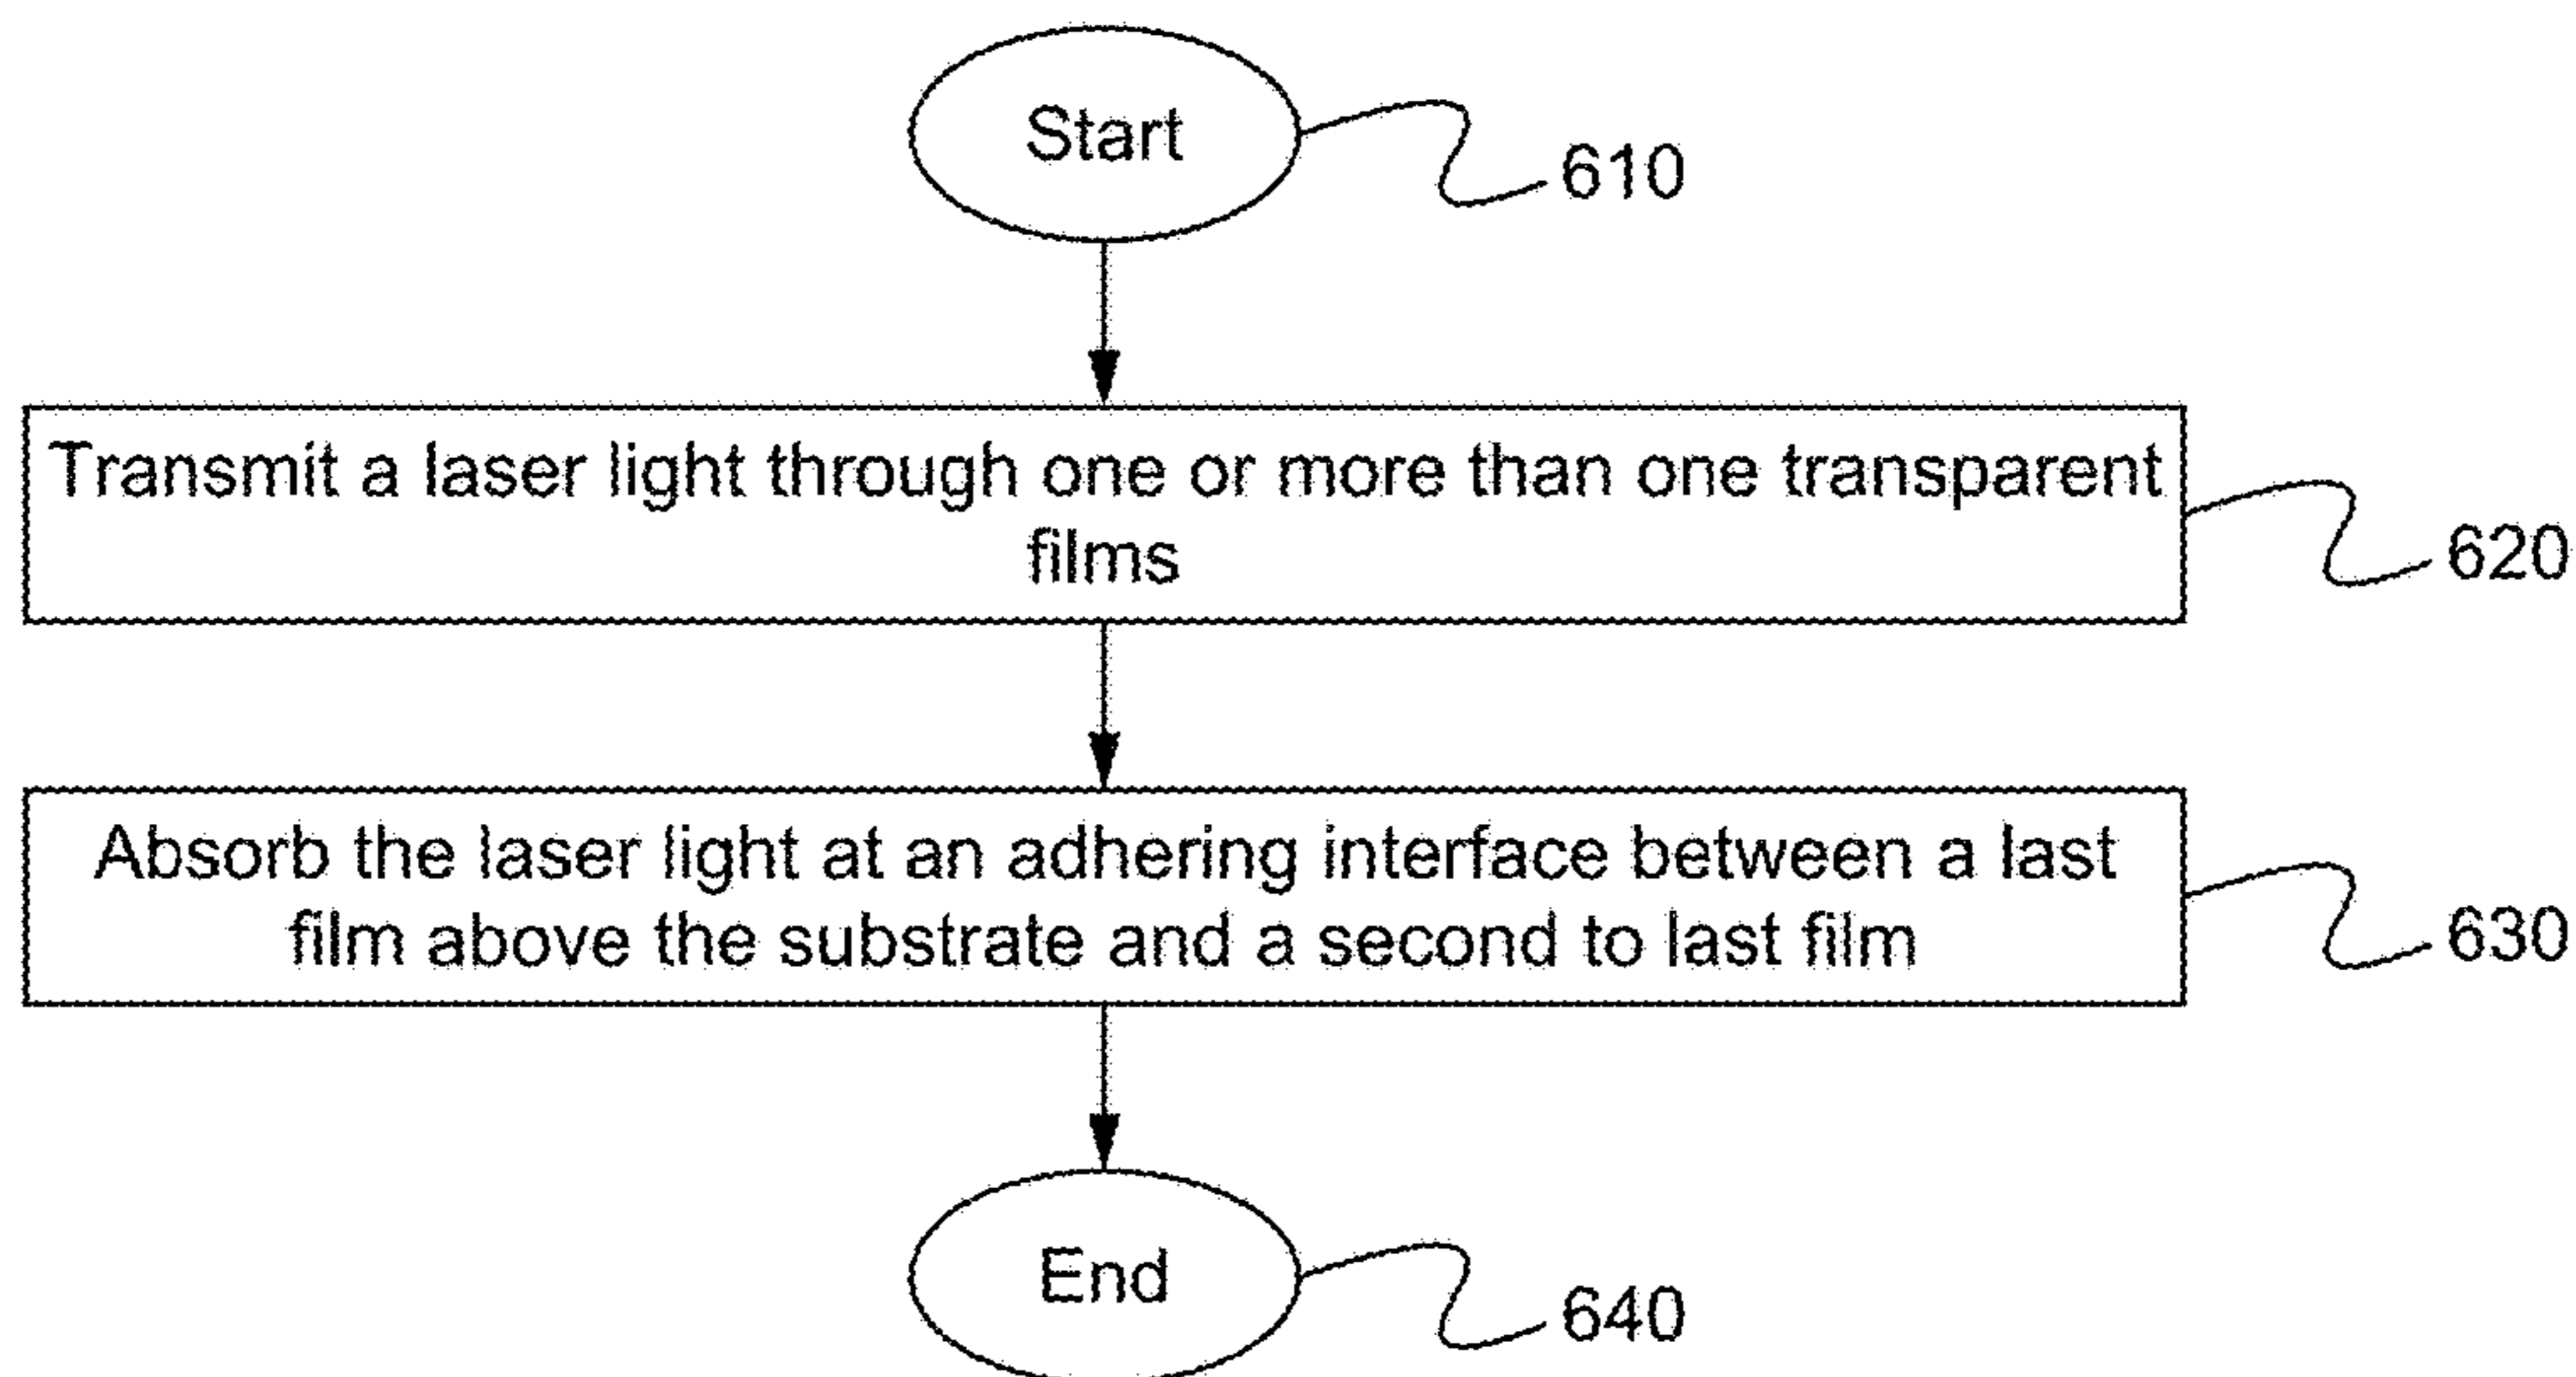 Start
610
Transmit a laser light through one or more than one transparent
films
620
Absorb the laser light at an adhering interface between a last
film above the substrate and a second to last film
630
End
640